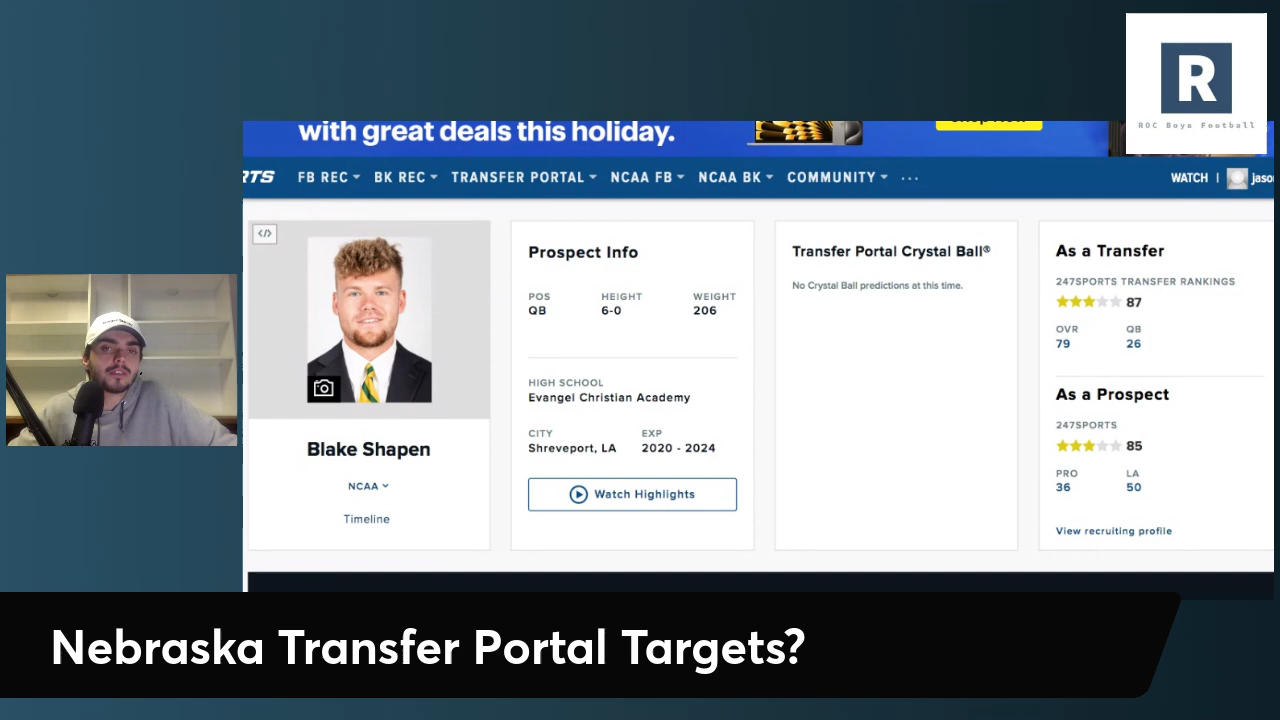 R
ROC Boys Football
with great deals this holiday.
RTS FB REC BK REC TRANSFER PORTAL NCAA FB NCAA BK COMMUNITY ... WATCH | jaso
</>
Blake Shapen
NCAA
Timeline
Prospect Info
POS HEIGHT WEIGHT
QB 6-0 206
HIGH SCHOOL
Evangel Christian Academy
CITY EXP
Shreveport, LA 2020 - 2024
Watch Highlights
Transfer Portal Crystal Ball®
No Crystal Ball predictions at this time.
As a Transfer
247SPORTS TRANSFER RANKINGS
87
OVR QB
79 26
As a Prospect
247SPORTS
85
PRO LA
36 50
View recruiting profile
Nebraska Transfer Portal Targets?